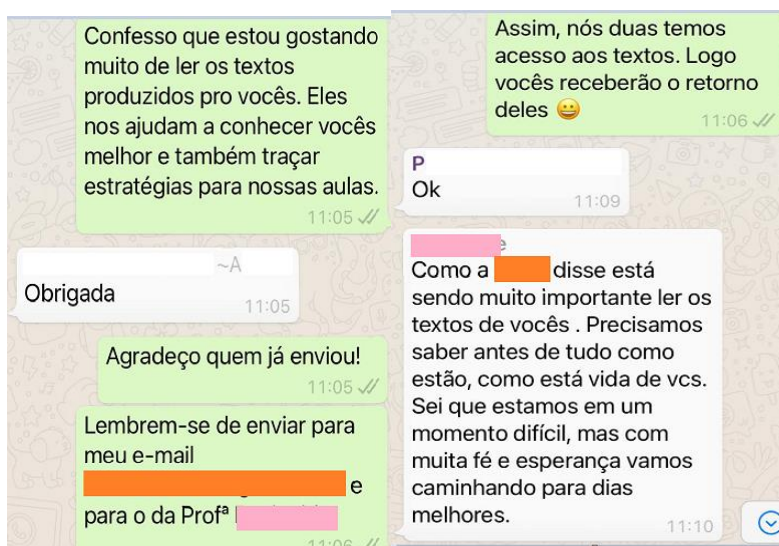 Confesso que estou gostando
muito de ler os textos
produzidos pro vocês. Eles
nos ajudam a conhecer vocês
melhor e também traçar
estratégias para nossas aulas.
11:05
~A
Obrigada
11:05
Agradeço quem já enviou!
11:05
Lembrem-se de enviar para
meu e-mail
e
para o da Profª
11:06
Assim, nós duas temos
acesso aos textos. Logo
vocês receberão o retorno
deles 😀
11:06
P
Ok
11:09
e
Como a disse está
sendo muito importante ler os
textos de vocês . Precisamos
saber antes de tudo como
estão, como está vida de vcs.
Sei que estamos em um
momento difícil, mas com
muita fé e esperança vamos
caminhando para dias
melhores.
11:10